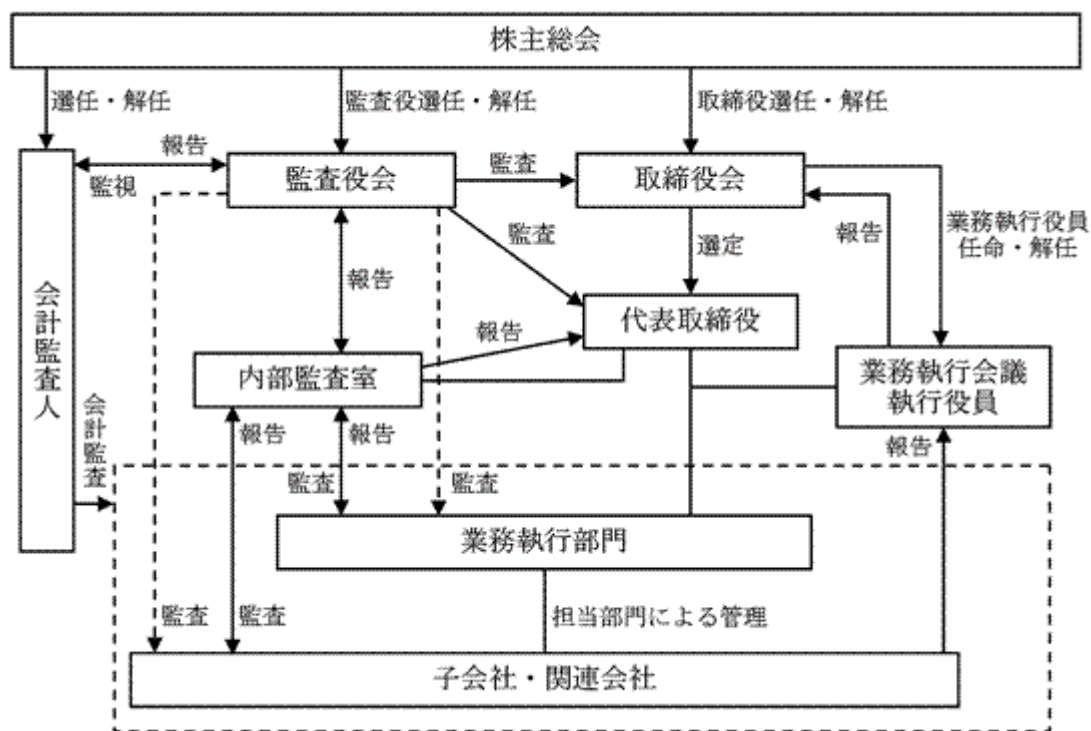 株主総会
選任・解任
監査役選任・解任
取締役選任・解任
報告
監視
監査役会
監査
取締役会
監査
選定
報告
業務執行役員
任命・解任
報告
会計監査人
代表取締役
報告
内部監査室
業務執行会議
執行役員
会計監査
報告
報告
報告
監査
監査
業務執行部門
監査
監査
担当部門による管理
子会社・関連会社